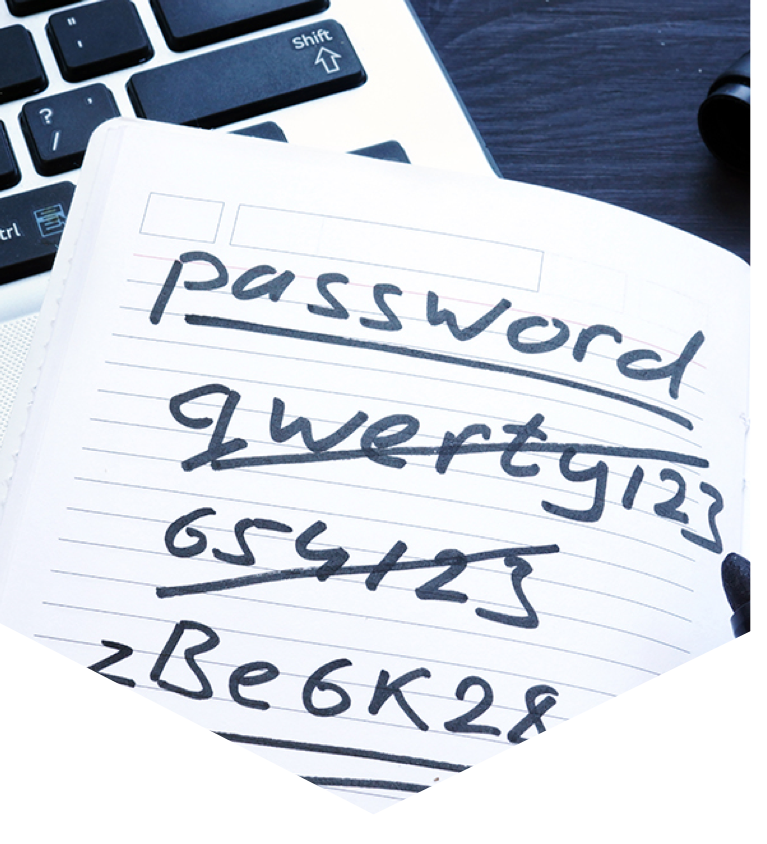 "
'
Shift
?
/
'
trl
password
qwerty123
654123
zBe6K28